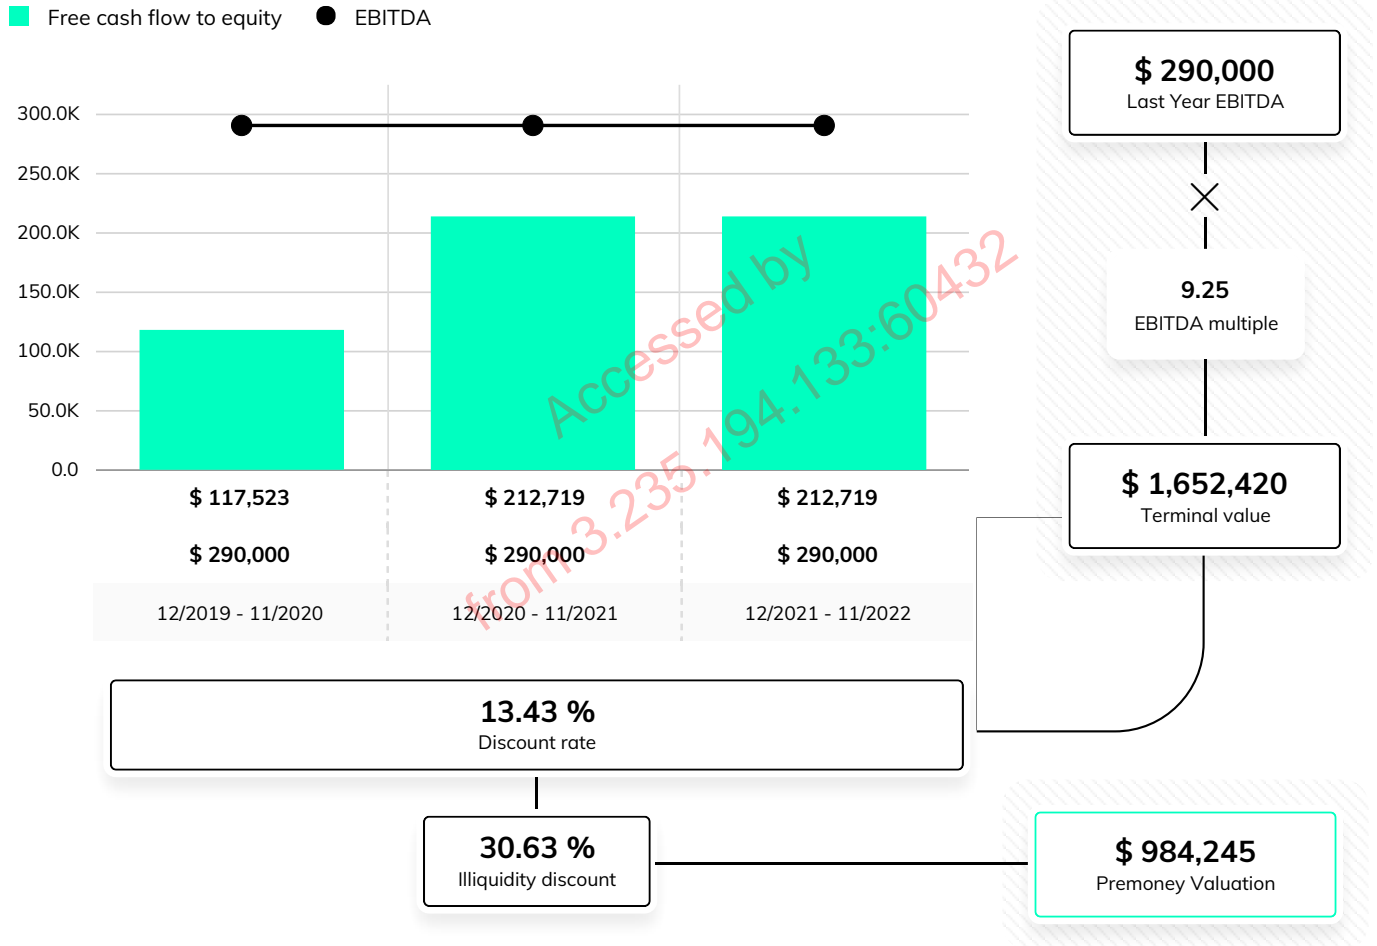 Free cash flow to equity
EBITDA
300.0K
250.0K
200.0K
150.0K
100.0K
50.0K
0.0
$ 117,523
$ 212,719
$ 212,719
$ 290,000
$ 290,000
$ 290,000
12/2019 - 11/2020
12/2020 - 11/2021
12/2021 - 11/2022
Accessed by
from 3.235.194.133:60432
$ 290,000
Last Year EBITDA
9.25
EBITDA multiple
$ 1,652,420
Terminal value
13.43 %
Discount rate
30.63 %
Illiquidity discount
$ 984,245
Premoney Valuation